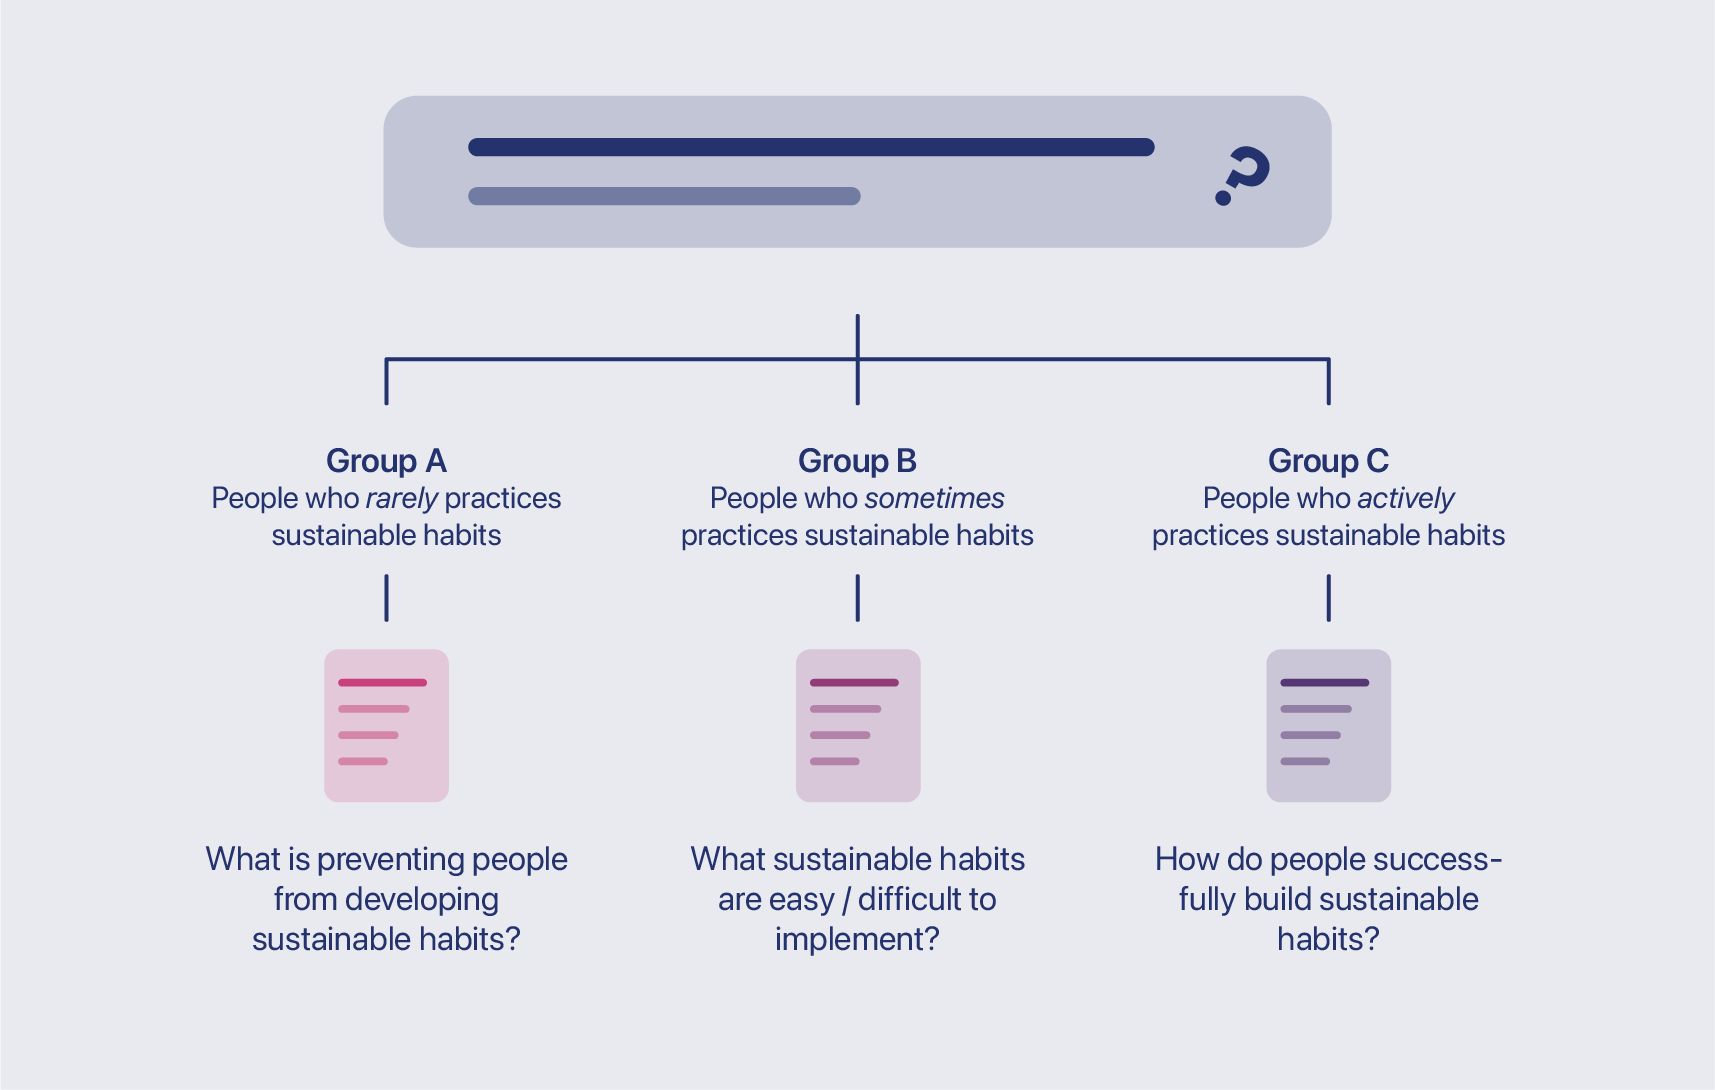 ?
Group A
People who rarely practices
sustainable habits
What is preventing people
from developing
sustainable habits?
Group B
People who sometimes
practices sustainable habits
What sustainable habits
are easy / difficult to
implement?
Group C
People who actively
practices sustainable habits
How do people success-
fully build sustainable
habits?